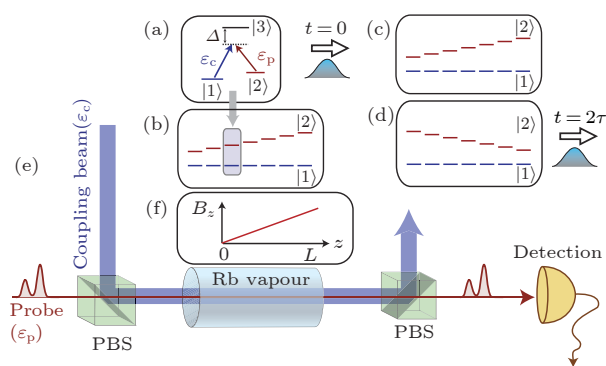 (a)
|3⟩
Δ
ε_c
ε_p
|1⟩
|2⟩
t = 0
(c)
|2⟩
|1⟩
(b)
|2⟩
|1⟩
(d)
|2⟩
|1⟩
t = 2τ
(e)
Coupling beam(ε_c)
(f)
B_z
0
L
z
Rb vapour
Detection
Probe
(ε_p)
PBS
PBS